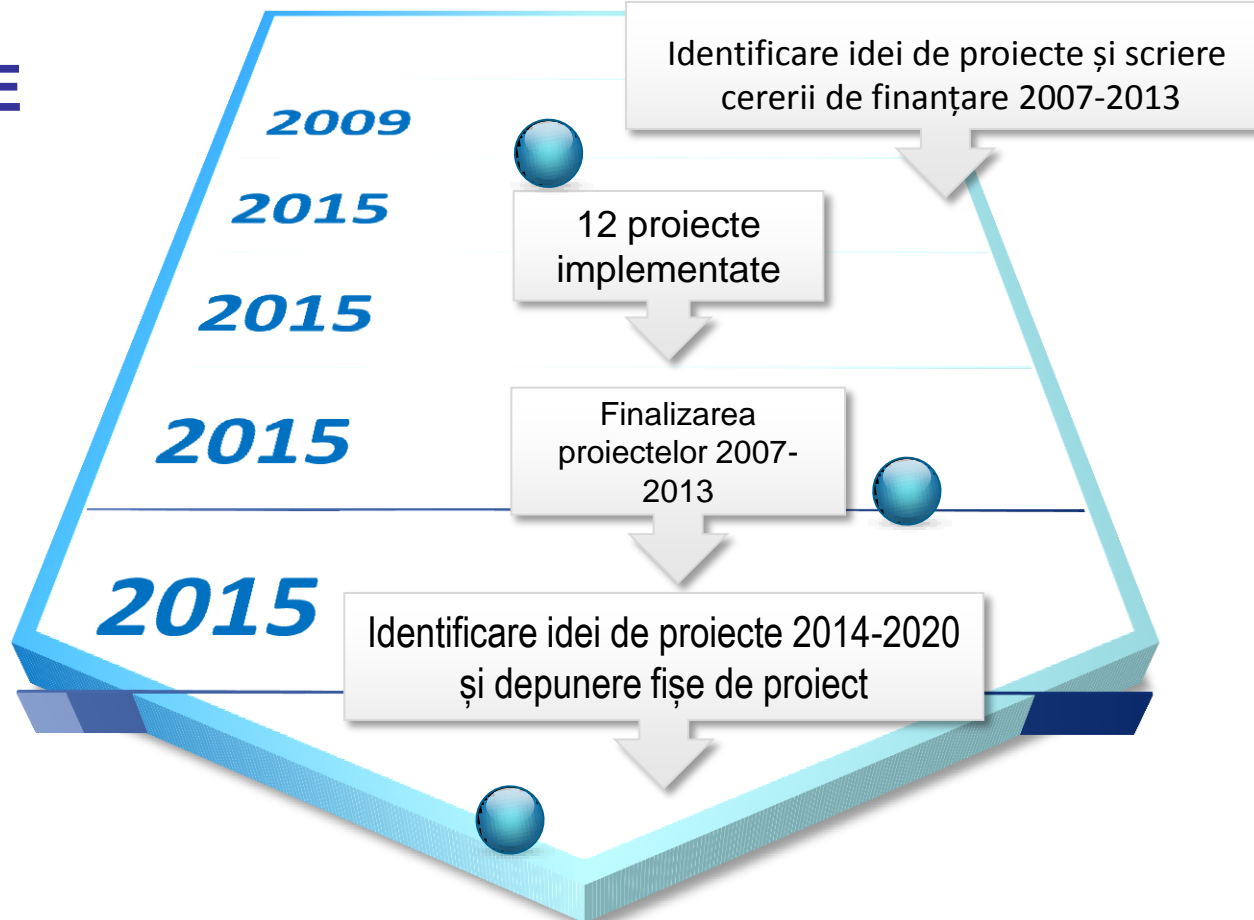 E
Identificare idei de proiecte și scriere
cererii de finanțare 2007-2013
2009
2015
12 proiecte
implementate
2015
2015
Finalizarea
proiectelor 2007-
2013
2015
Identificare idei de proiecte 2014-2020
și depunere fișe de proiect